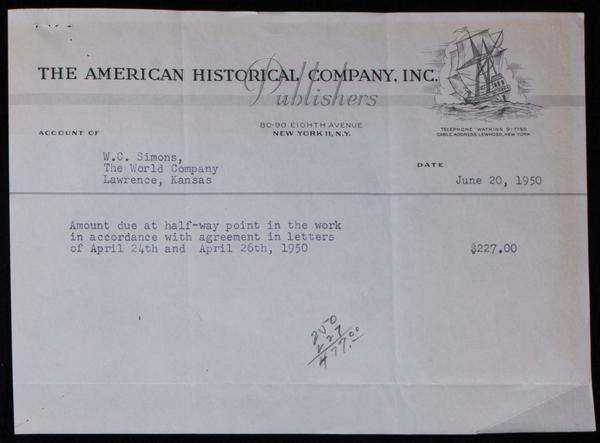 THE AMERICAN HISTORICAL COMPANY, INC.
Publishers
80-90 EIGHTH AVENUE
NEW YORK 11, N.Y.
TELEPHONE WATKINS 9-7750
CABLE ADDRESS LEWHOSO, NEW YORK
ACCOUNT OF
W.C. Simons,
The World Company
Lawrence, Kansas
DATE
June 20, 1950
Amount due at half-way point in the work
in accordance with agreement in letters
of April 24th and April 26th, 1950 $227.00
250
227
477.00